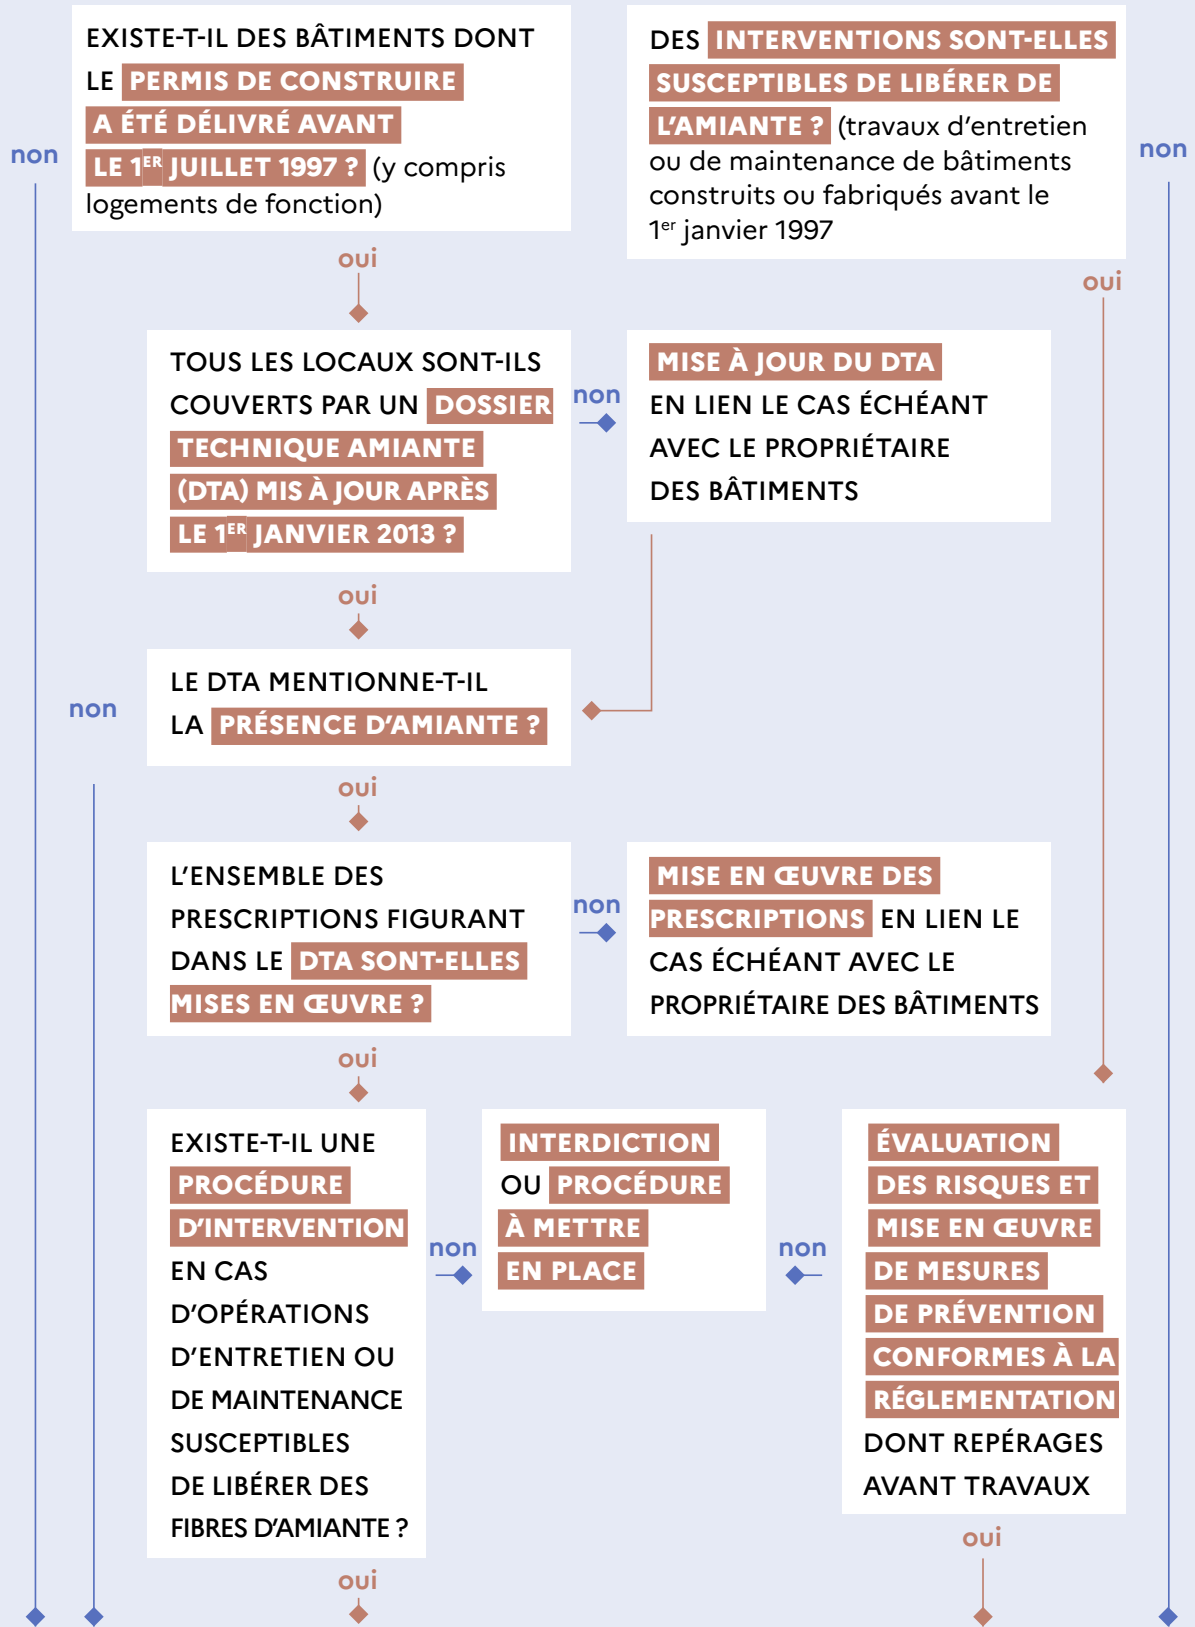 EXISTE-T-IL DES BÂTIMENTS DONT
LE PERMIS DE CONSTRUIRE
A ÉTÉ DÉLIVRÉ AVANT
LE 1ER JUILLET 1997 ? (y compris
logements de fonction)
non
oui
DES INTERVENTIONS SONT-ELLES
SUSCEPTIBLES DE LIBÉRER DE
L’AMIANTE ? (travaux d’entretien
ou de maintenance de bâtiments
construits ou fabriqués avant le
1er janvier 1997
non
oui
TOUS LES LOCAUX SONT-ILS
COUVERTS PAR UN DOSSIER
TECHNIQUE AMIANTE
(DTA) MIS À JOUR APRÈS
LE 1ER JANVIER 2013 ?
non
MISE À JOUR DU DTA
EN LIEN LE CAS ÉCHÉANT
AVEC LE PROPRIÉTAIRE
DES BÂTIMENTS
oui
LE DTA MENTIONNE-T-IL
LA PRÉSENCE D’AMIANTE ?
non
oui
L’ENSEMBLE DES
PRESCRIPTIONS FIGURANT
DANS LE DTA SONT-ELLES
MISES EN ŒUVRE ?
non
MISE EN ŒUVRE DES
PRESCRIPTIONS EN LIEN LE
CAS ÉCHÉANT AVEC LE
PROPRIÉTAIRE DES BÂTIMENTS
oui
EXISTE-T-IL UNE
PROCÉDURE
D’INTERVENTION
EN CAS
D’OPÉRATIONS
D’ENTRETIEN OU
DE MAINTENANCE
SUSCEPTIBLES
DE LIBÉRER DES
FIBRES D’AMIANTE ?
non
INTERDICTION
OU PROCÉDURE
À METTRE
EN PLACE
non
ÉVALUATION
DES RISQUES ET
MISE EN ŒUVRE
DE MESURES
DE PRÉVENTION
CONFORMES À LA
RÉGLEMENTATION
DONT REPÉRAGES
AVANT TRAVAUX
oui
oui